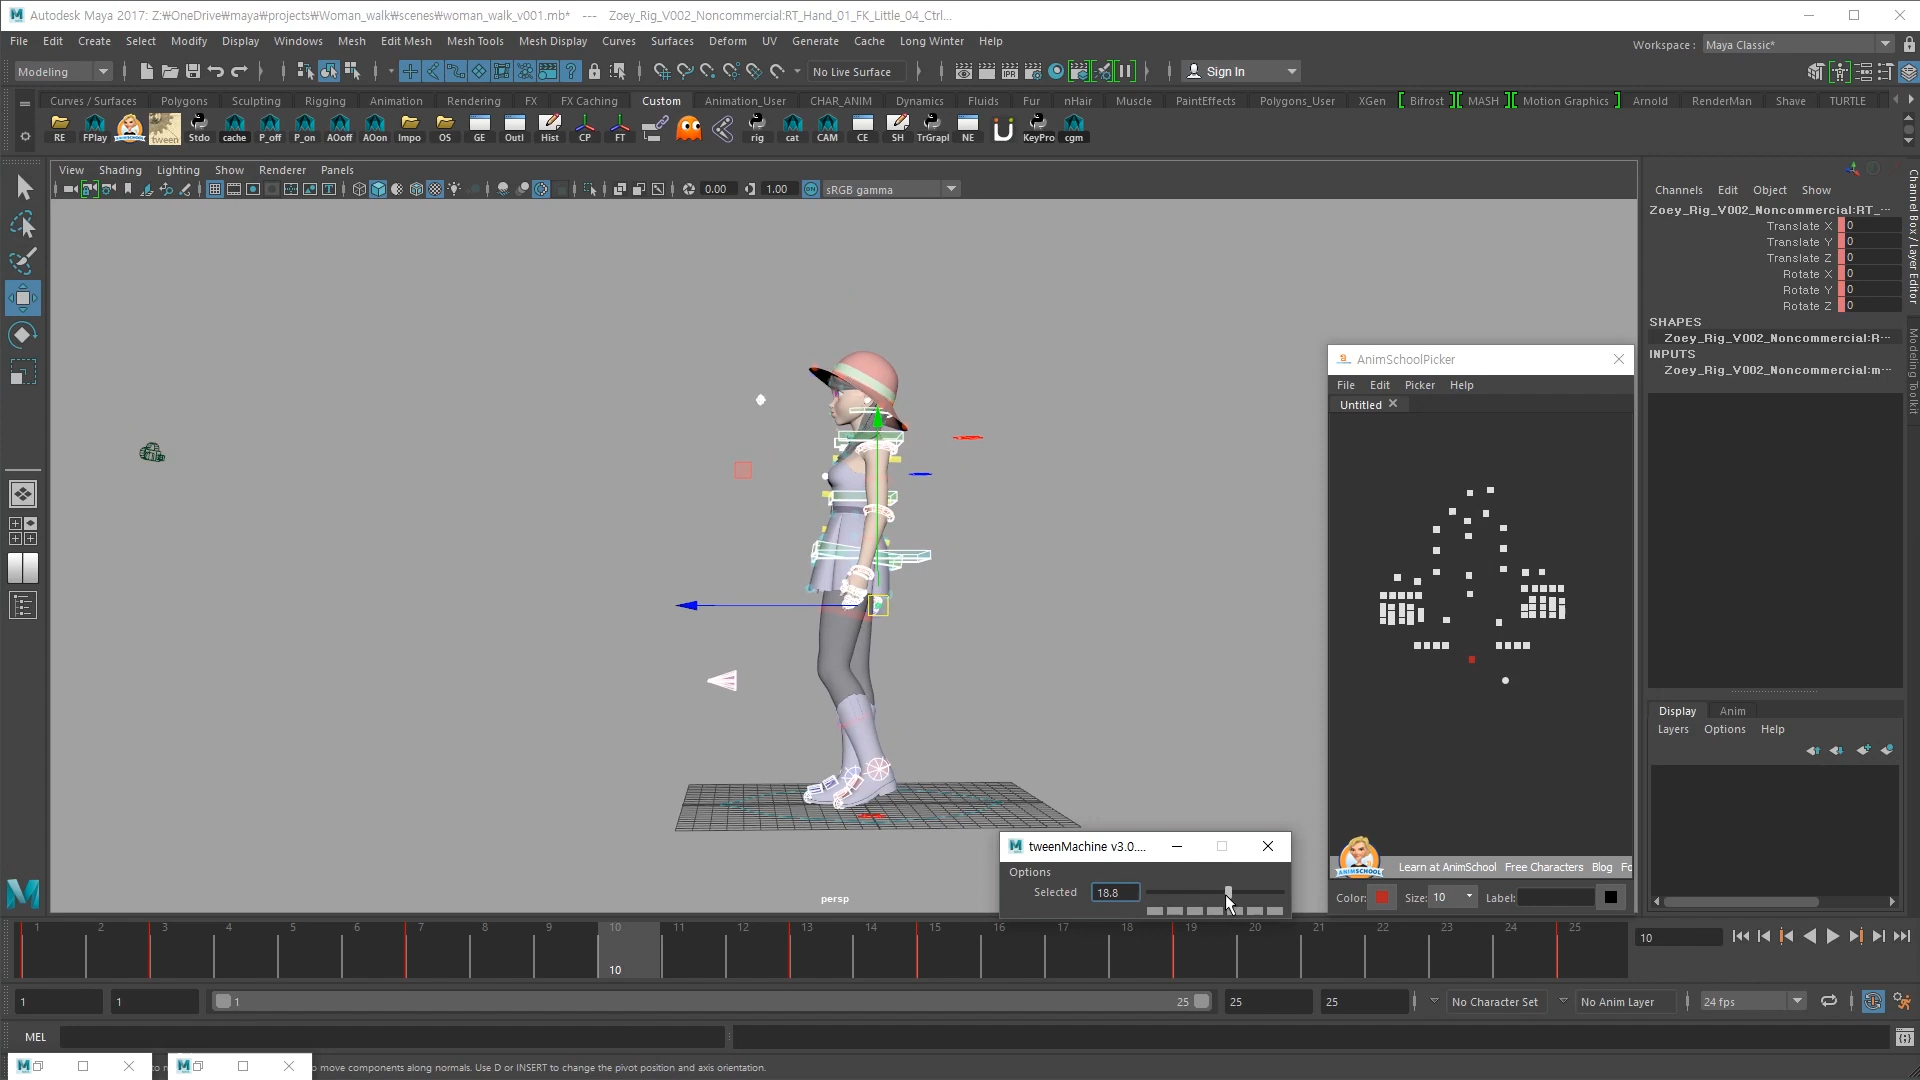 Autodesk Maya 2017: Z:₩OneDrive₩maya₩projects₩Woman_walk₩scenes₩woman_walk_v001.mb* --- Zoey_Rig_V002_Noncommercial:RT_Hand_01_FK_Little_04_Ctrl...
File Edit Create Select Modify Display Windows Mesh Edit Mesh Mesh Tools Mesh Display Curves Surfaces Deform UV Generate Cache Long Winter Help
Workspace : Maya Classic*
Modeling No Live Surface Sign In
Curves / Surfaces Polygons Sculpting Rigging Animation Rendering FX FX Caching Custom Animation_User CHAR_ANIM Dynamics Fluids Fur nHair Muscle PaintEffects Polygons_User XGen Bifrost MASH Motion Graphics Arnold RenderMan Shave TURTLE
RE FPlay tween Stdo cache P_off P_on AOoff AOon Impo OS GE Outl Hist CP FT rig cat CAM CE SH TrGrapl NE KeyPro cgm
View Shading Lighting Show Renderer Panels
IPR
0.00 1.00 ON sRGB gamma
Channels Edit Object Show
Zoey_Rig_V002_Noncommercial:RT_...
Translate X 0
Translate Y 0
Translate Z 0
Rotate X 0
Rotate Y 0
Rotate Z 0
SHAPES
Zoey_Rig_V002_Noncommercial:R...
INPUTS
Zoey_Rig_V002_Noncommercial:m...
Channel Box / Layer Editor
Modeling Toolkit
AnimSchoolPicker
File Edit Picker Help
Untitled
ANIMSCHOOL
Learn at AnimSchool Free Characters Blog Fo
Color: Size: 10 Label:
Display Anim
Layers Options Help
tweenMachine v3.0....
Options
Selected 18.8
persp
1 2 3 4 5 6 7 8 9 10 11 12 13 14 15 16 17 18 19 20 21 22 23 24 25
10
10
1 1 1 25 25 25 No Character Set No Anim Layer 24 fps
MEL
move components along normals. Use D or INSERT to change the pivot position and axis orientation.